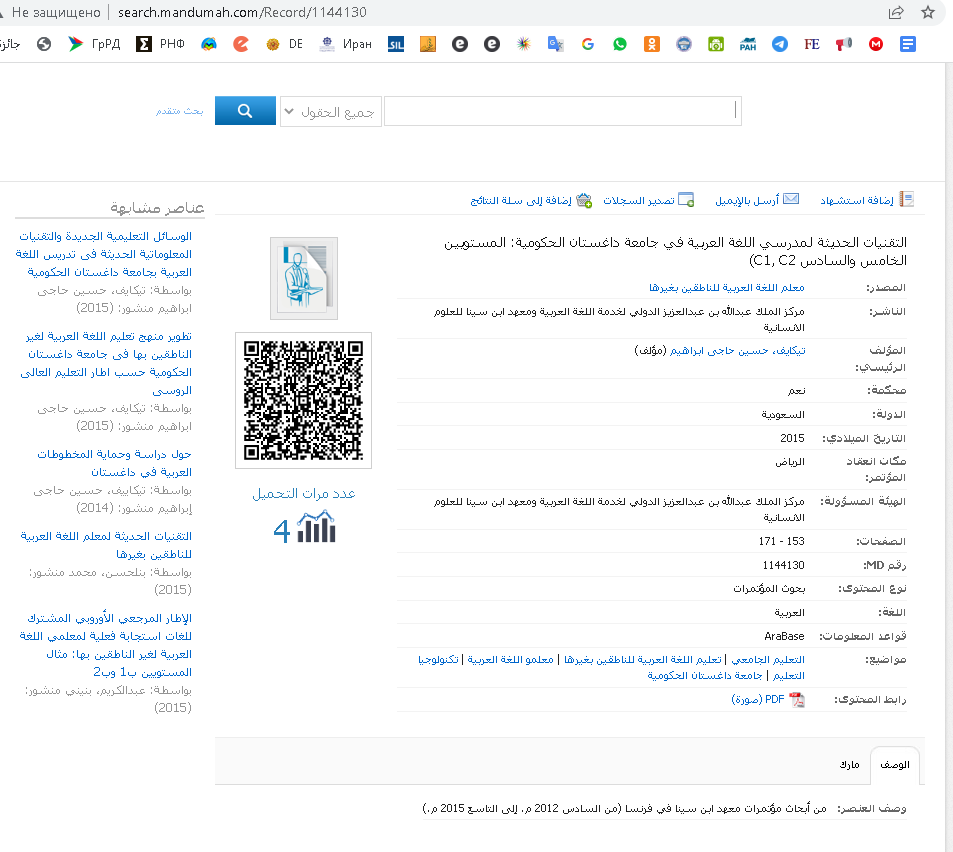 Не защищено | search.mandumah.com/Record/1144130
جائز ГрРД РНФ DE Иран SIL РАН FE
جميع الحقول
بحث متقدم
إضافة استشهاد أرسل بالإيميل تصدير السجلات إضافة إلى سلة النتائج
التقنيات الحديثة لمدرسي اللغة العربية في جامعة داغستان الحكومية: المستويين
الخامس والسادس C1, C2)
المصدر: معلم اللغة العربية للناطقين بغيرها
الناشر: مركز الملك عبدالله بن عبدالعزيز الدولي لخدمة اللغة العربية ومعهد ابن سينا للعلوم
الانسانية
المؤلف الرئيسي: تيكايف، حسين حاجى ابراهيم (مؤلف)
محكمة: نعم
الدولة: السعودية
التاريخ الميلادي: 2015
مكان انعقاد المؤتمر: الرياض
الهيئة المسؤولة: مركز الملك عبدالله بن عبدالعزيز الدولي لخدمة اللغة العربية ومعهد ابن سينا للعلوم
الانسانية
الصفحات: 153 - 171
رقم MD: 1144130
نوع المحتوى: بحوث المؤتمرات
اللغة: العربية
قواعد المعلومات: AraBase
مواضيع: التعليم الجامعي | تعليم اللغة العربية للناطقين بغيرها | معلمو اللغة العربية | تكنولوجيا
التعليم | جامعة داغستان الحكومية
رابط المحتوى: PDF (صورة)
عدد مرات التحميل
4
عناصر مشابهة
الوسائل التعليمية الجديدة والتقنيات
المعلوماتية الحديثة فى تدريس اللغة
العربية بجامعة داغستان الحكومية
بواسطة: تيكايف، حسين حاجى
ابراهيم منشور: (2015)
تطوير منهج تعليم اللغة العربية لغير
الناطقين بها فى جامعة داغستان
الحكومية حسب اطار التعليم العالى
الروسى
بواسطة: تيكايف، حسين حاجى
ابراهيم منشور: (2015)
حول دراسة وحماية المخطوطات
العربية في داغستان
بواسطة: تيكاييف، حسين حاجى
إبراهيم منشور: (2014)
التقنيات الحديثة لمعلم اللغة العربية
للناطقين بغيرها
بواسطة: بنلحسن، محمد منشور:
(2015)
الإطار المرجعي الأوروبي المشترك
للغات استجابة فعلية لمعلمي اللغة
العربية لغير الناطقين بها: مثال
المستويين ب1 وب2
بواسطة: عبدالكريم، بنيني منشور:
(2015)
الوصف مارك
وصف العنصر: من أبحاث مؤتمرات معهد ابن سينا في فرنسا (من السادس 2012 م. إلى التاسع 2015 م.)